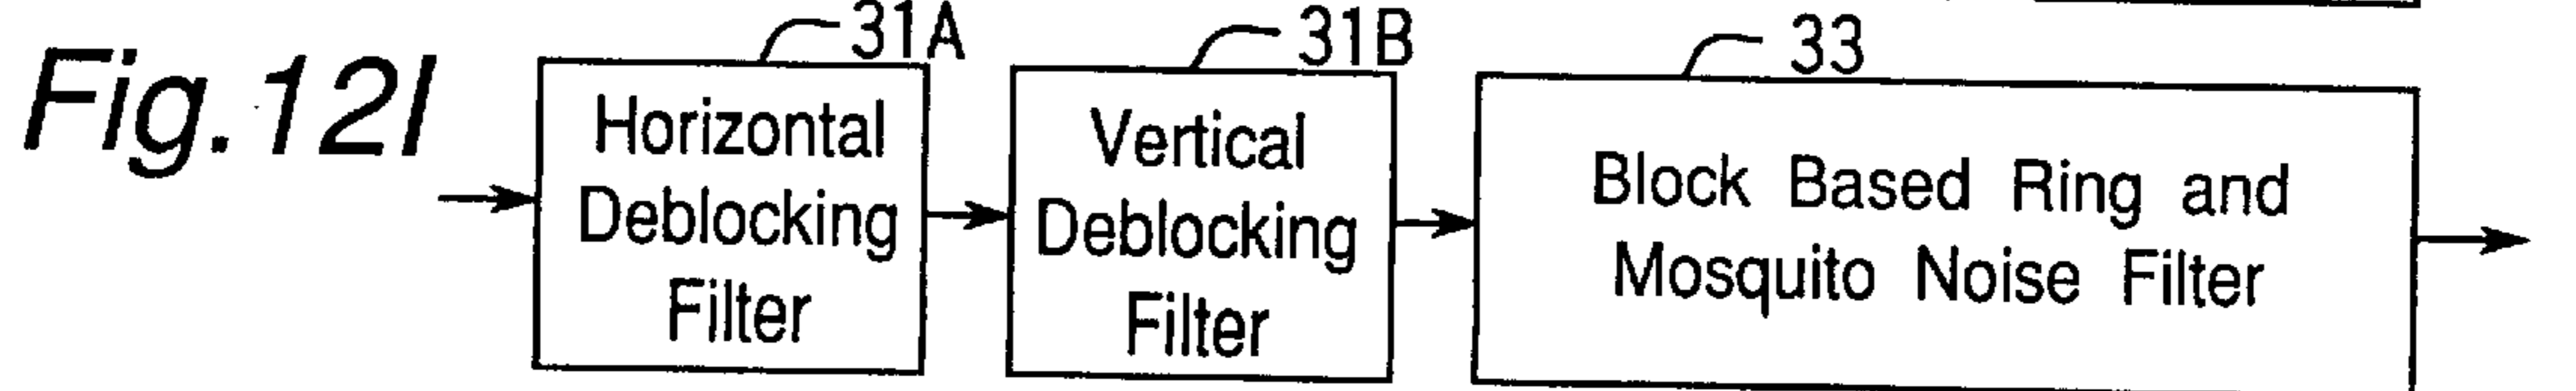 Fig.12I
31A
Horizontal
Deblocking
Filter
31B
Vertical
Deblocking
Filter
33
Block Based Ring and
Mosquito Noise Filter